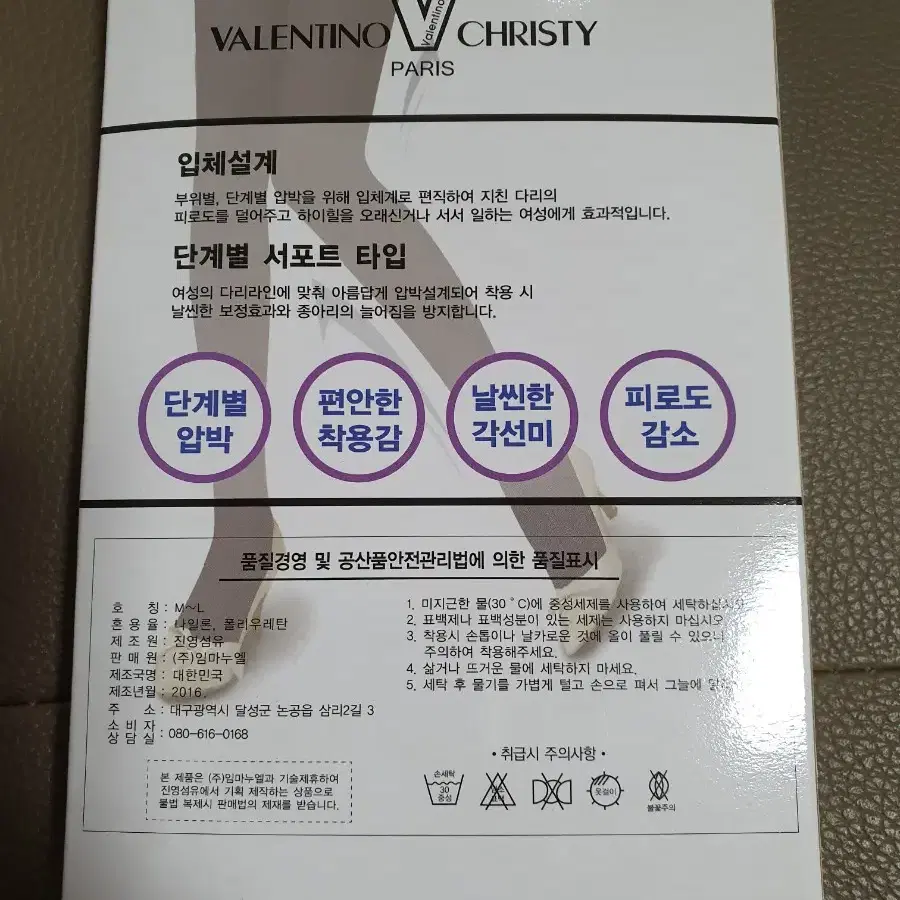 VALENTINO V Valentino CHRISTY
PARIS
입체설계
부위별, 단계별 압박을 위해 입체계로 편직하여 지친 다리의
피로도를 덜어주고 하이힐을 오래신거나 서서 일하는 여성에게 효과적입니다.
단계별 서포트 타입
여성의 다리라인에 맞춰 아름답게 압박설계되어 착용 시
날씬한 보정효과와 종아리의 늘어짐을 방지합니다.
단계별
압박
편안한
착용감
날씬한
각선미
피로도
감소
품질경영 및 공산품안전관리법에 의한 품질표시
호 칭 : M~L
혼 용 율 : 나일론, 폴리우레탄
제 조 원 : 진영섬유
판 매 원 : (주)임마누엘
제조국명 : 대한민국
제조년월 : 2016.
주 소 : 대구광역시 달성군 논공읍 삼리2길 3
소 비 자
상 담 실 : 080-616-0168
1. 미지근한 물(30˚C)에 중성세제를 사용하여 세탁하십시오
2. 표백제나 표백성분이 있는 세제는 사용하지 마십시오
3. 착용시 손톱이나 날카로운 것에 올이 풀릴 수 있으니
주의하여 착용해주세요.
4. 삶거나 뜨거운 물에 세탁하지 마세요.
5. 세탁 후 물기를 가볍게 털고 손으로 펴서 그늘에
본 제품은 (주)임마누엘과 기술제휴하여
진영섬유에서 기획 제작하는 상품으로
불법 복제시 판매법의 제재를 받습니다.
• 취급시 주의사항 •
손세탁
30
중성
옷걸이
불꽃주의